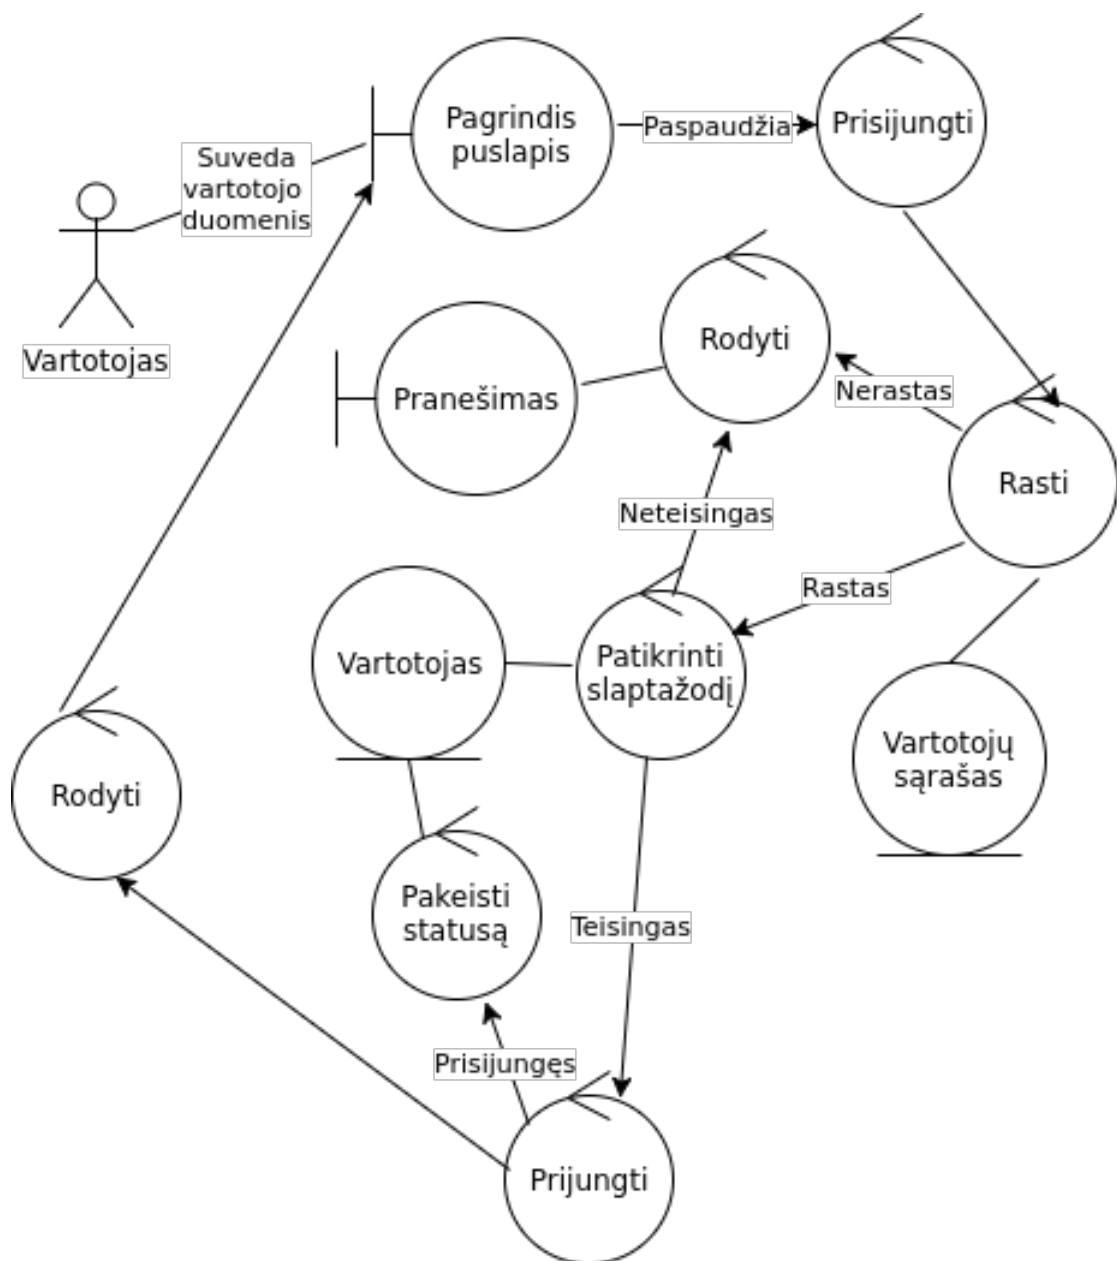 Pagrindis
puslapis
Paspaudžia
Prisijungti
Suveda
vartotojo
duomenis
Vartotojas
Rodyti
Pranešimas
Nerastas
Rasti
Neteisingas
Rastas
Vartotojas
Patikrinti
slaptažodį
Vartotojų
sąrašas
Rodyti
Pakeisti
statusą
Teisingas
Prisijungęs
Prijungti